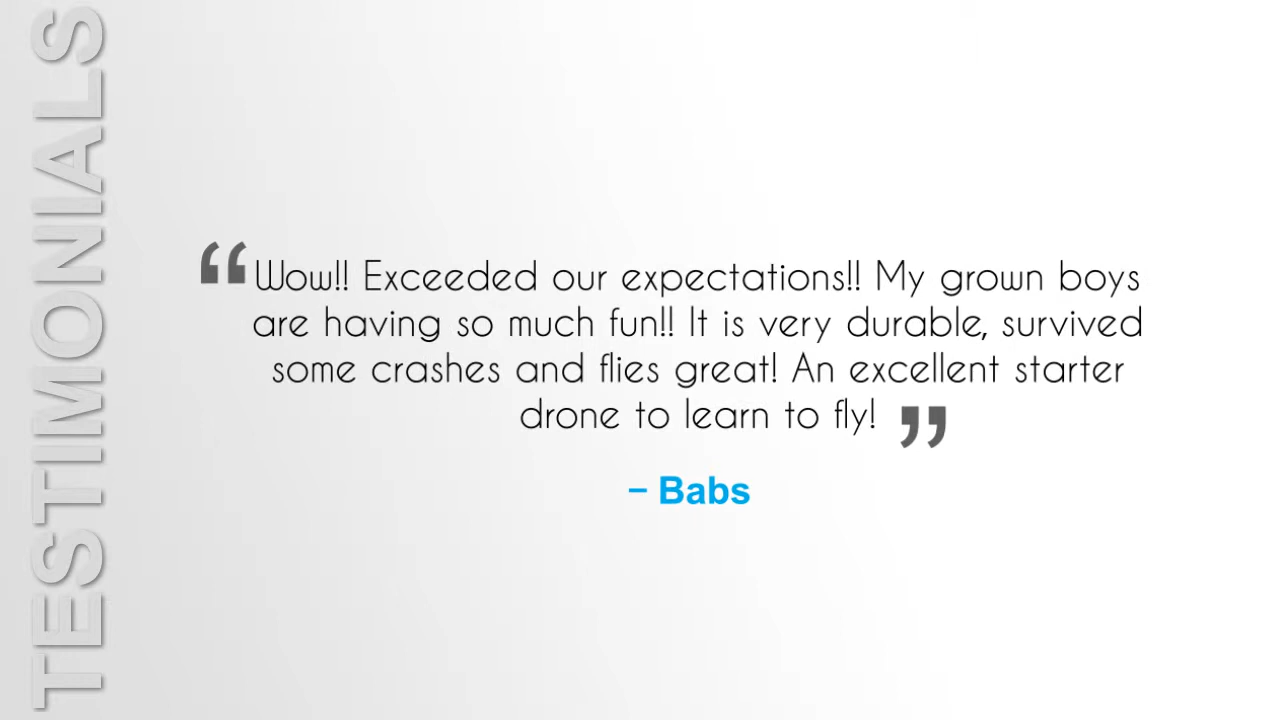 TESTIMONIALS
“Wow!! Exceeded our expectations!! My grown boys
are having so much fun!! It is very durable, survived
some crashes and flies great! An excellent starter
drone to learn to fly! ”
– Babs